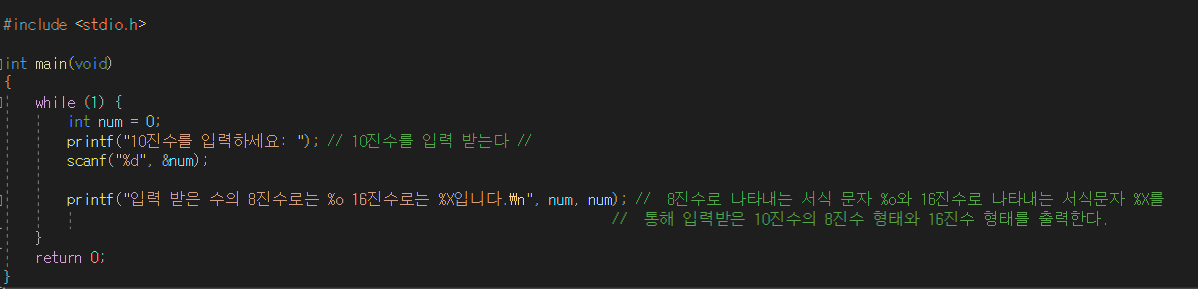 #include <stdio.h>
int main(void)
{
while (1) {
int num = 0;
printf("10진수를 입력하세요: "); // 10진수를 입력 받는다 //
scanf("%d", &num);
printf("입력 받은 수의 8진수로는 %o 16진수로는 %X입니다.₩n", num, num); // 8진수로 나타내는 서식 문자 %o와 16진수로 나타내는 서식문자 %X를
// 통해 입력받은 10진수의 8진수 형태와 16진수 형태를 출력한다.
}
return 0;
}